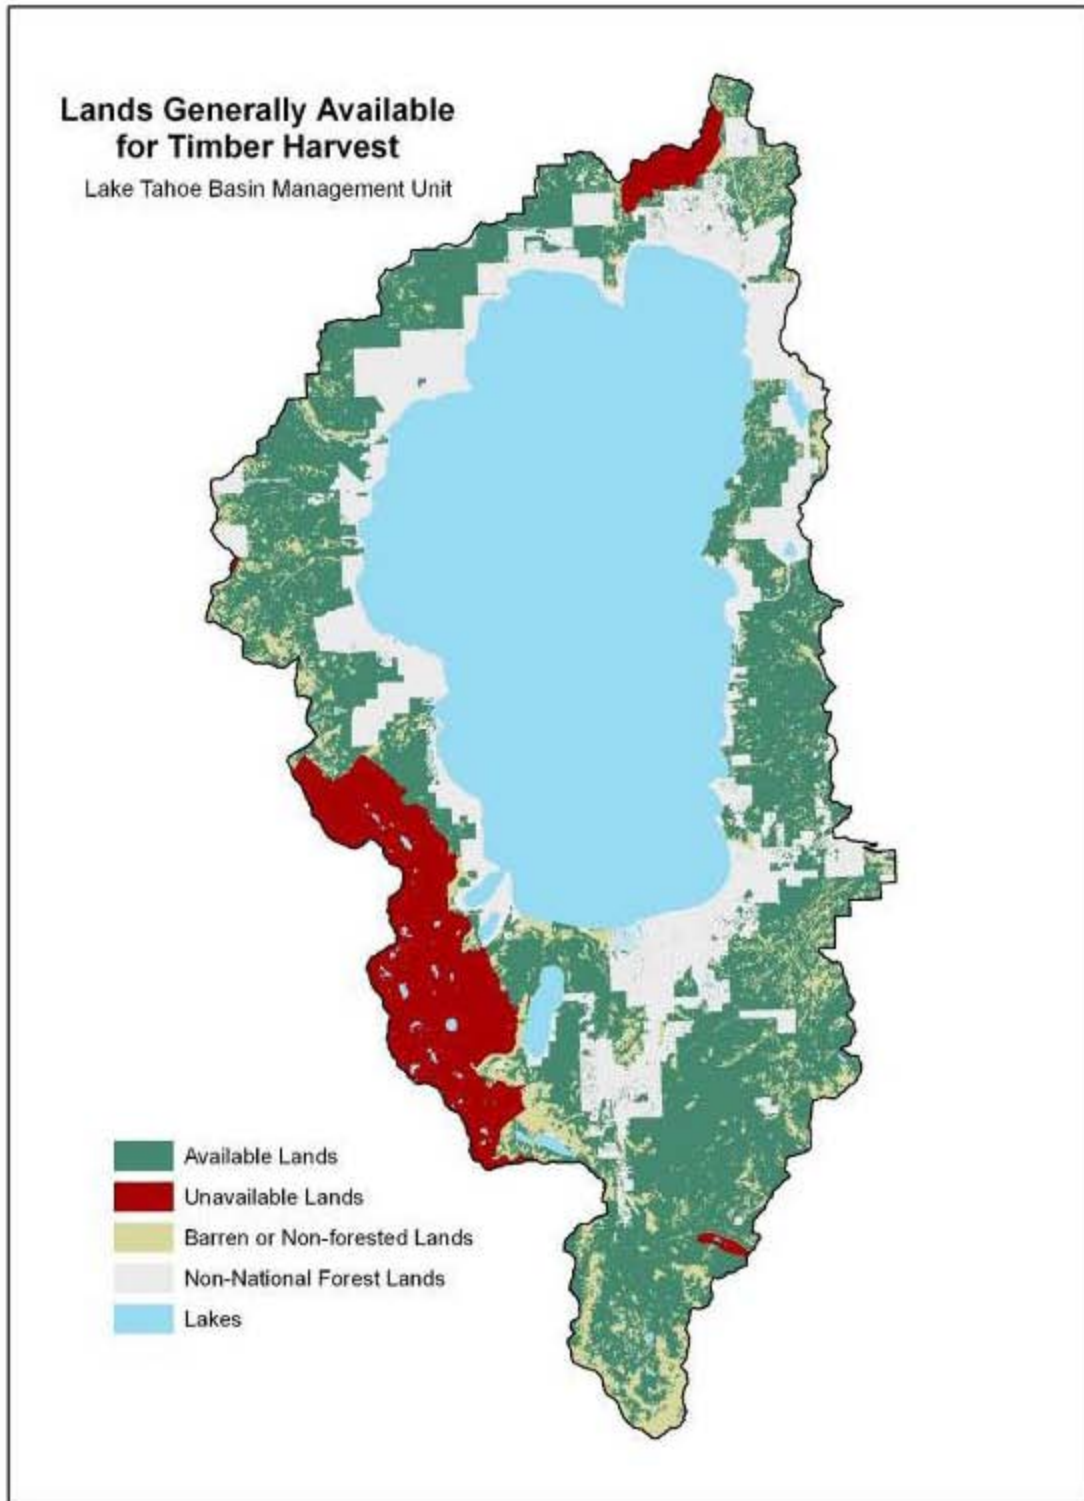 Lands Generally Available
for Timber Harvest
Lake Tahoe Basin Management Unit
Available Lands
Unavailable Lands
Barren or Non-forested Lands
Non-National Forest Lands
Lakes